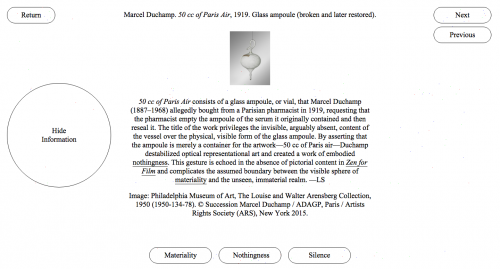 Return
Marcel Duchamp. 50 cc of Paris Air, 1919. Glass ampoule (broken and later restored).
Next
Previous
Hide
Information
50 cc of Paris Air consists of a glass ampoule, or vial, that Marcel Duchamp
(1887–1968) allegedly bought from a Parisian pharmacist in 1919, requesting that
the pharmacist empty the ampoule of the serum it originally contained and then
reseal it. The title of the work privileges the invisible, arguably absent, content of
the vessel over the physical, visible form of the glass ampoule. By asserting that
the ampoule is merely a container for the artwork—50 cc of Paris air—Duchamp
destabilized optical representational art and created a work of embodied
nothingness. This gesture is echoed in the absence of pictorial content in Zen for
Film and complicates the assumed boundary between the visible sphere of
materiality and the unseen, immaterial realm. —LS
Image: Philadelphia Museum of Art, The Louise and Walter Arensberg Collection,
1950 (1950-134-78). © Succession Marcel Duchamp / ADAGP, Paris / Artists
Rights Society (ARS), New York 2015.
Materiality
Nothingness
Silence